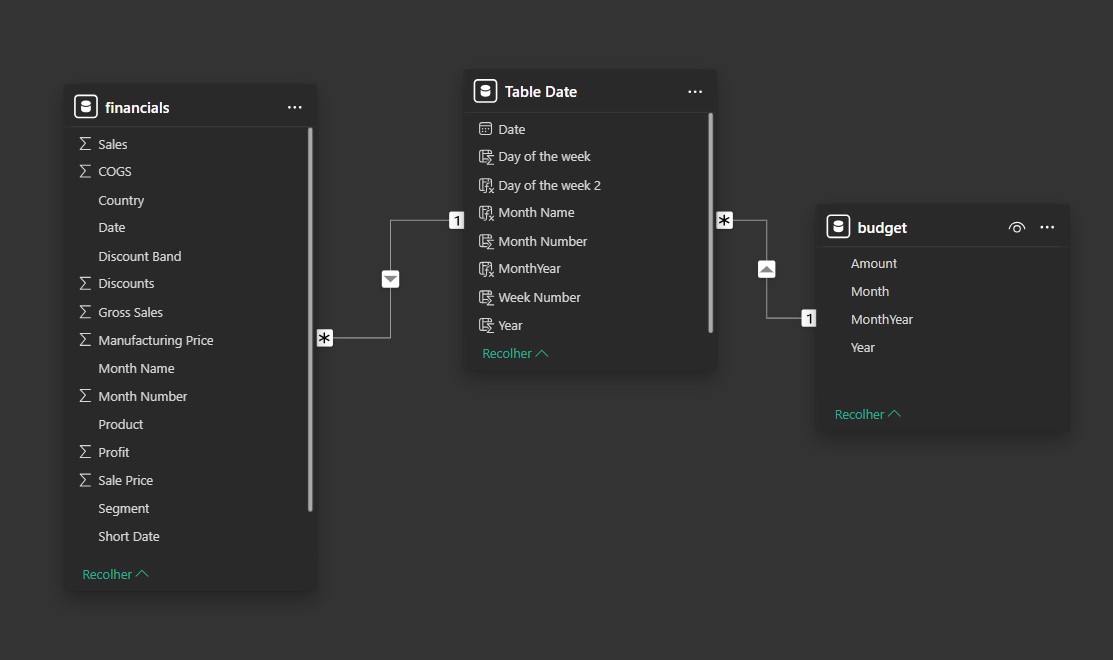 financials
Sales
COGS
Country
Date
Discount Band
Discounts
Gross Sales
Manufacturing Price
Month Name
Month Number
Product
Profit
Sale Price
Segment
Short Date
Recolher
1
*
Table Date
Date
Day of the week
Day of the week 2
Month Name
Month Number
MonthYear
Week Number
Year
Recolher
*
1
budget
Amount
Month
MonthYear
Year
Recolher